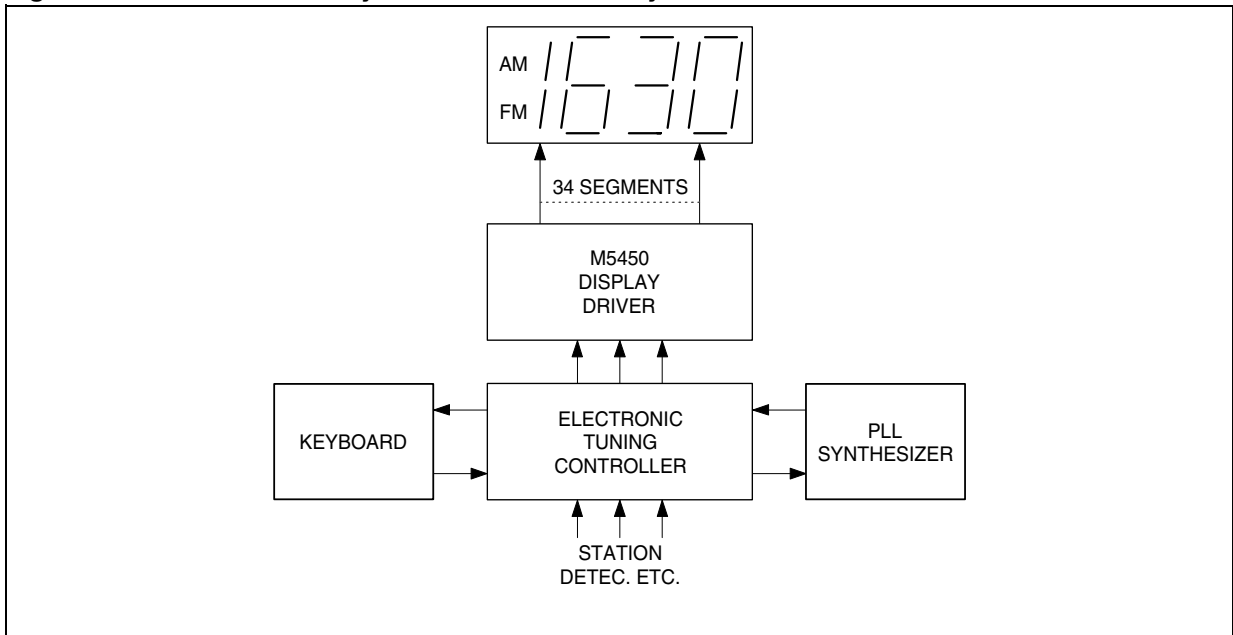 AM
1630
FM
34 SEGMENTS
M5450
DISPLAY
DRIVER
KEYBOARD
ELECTRONIC
TUNING
CONTROLLER
PLL
SYNTHESIZER
STATION
DETEC. ETC.